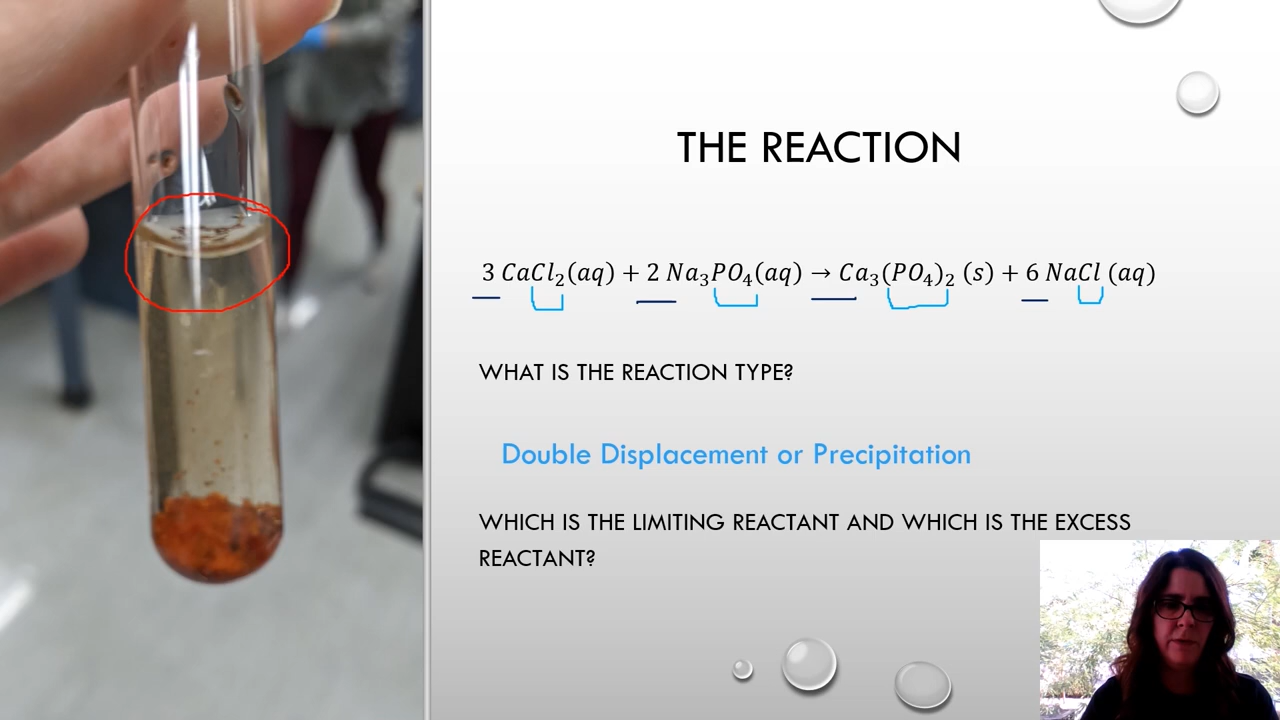 THE REACTION
3 CaCl₂(aq) + 2 Na₃PO₄(aq) → Ca₃(PO₄)₂ (s) + 6 NaCl (aq)
WHAT IS THE REACTION TYPE?
Double Displacement or Precipitation
WHICH IS THE LIMITING REACTANT AND WHICH IS THE EXCESS
REACTANT?